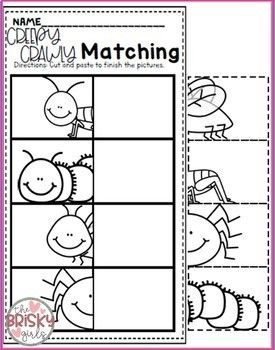 NAME
CREEPY
CRAWLY Matching
Directions: Cut and paste to finish the pictures.
the
BRISKY
girls